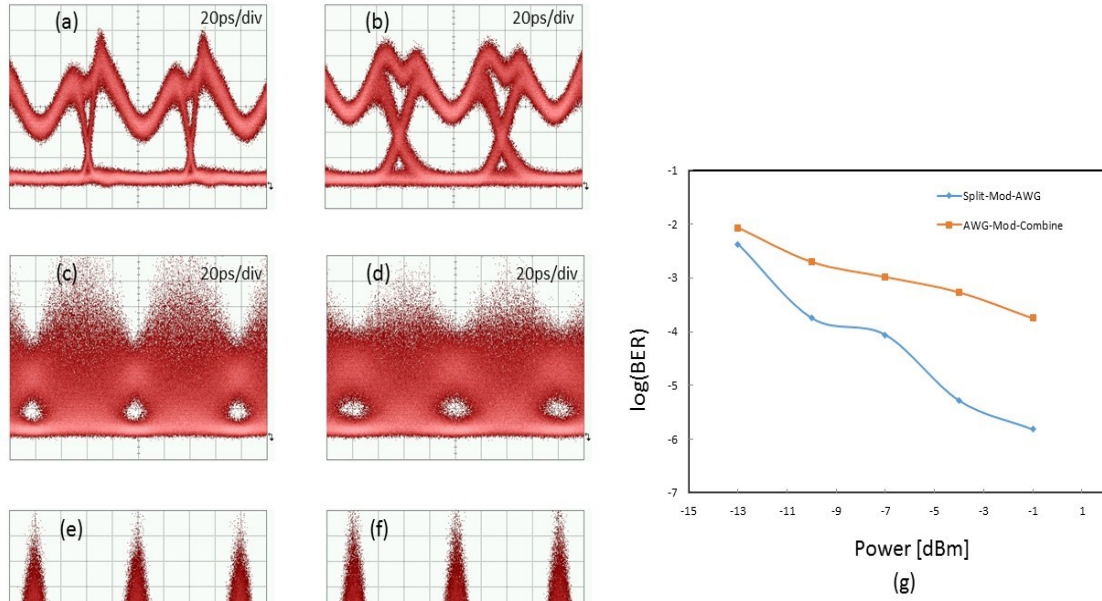 (a) 20ps/div
(b) 20ps/div
(c) 20ps/div
(d) 20ps/div
(e)
(f)
-1
-2
-3
-4
-5
-6
-7
log(BER)
Split-Mod-AWG
AWG-Mod-Combine
-15 -13 -11 -9 -7 -5 -3 -1 1
Power [dBm]
(g)